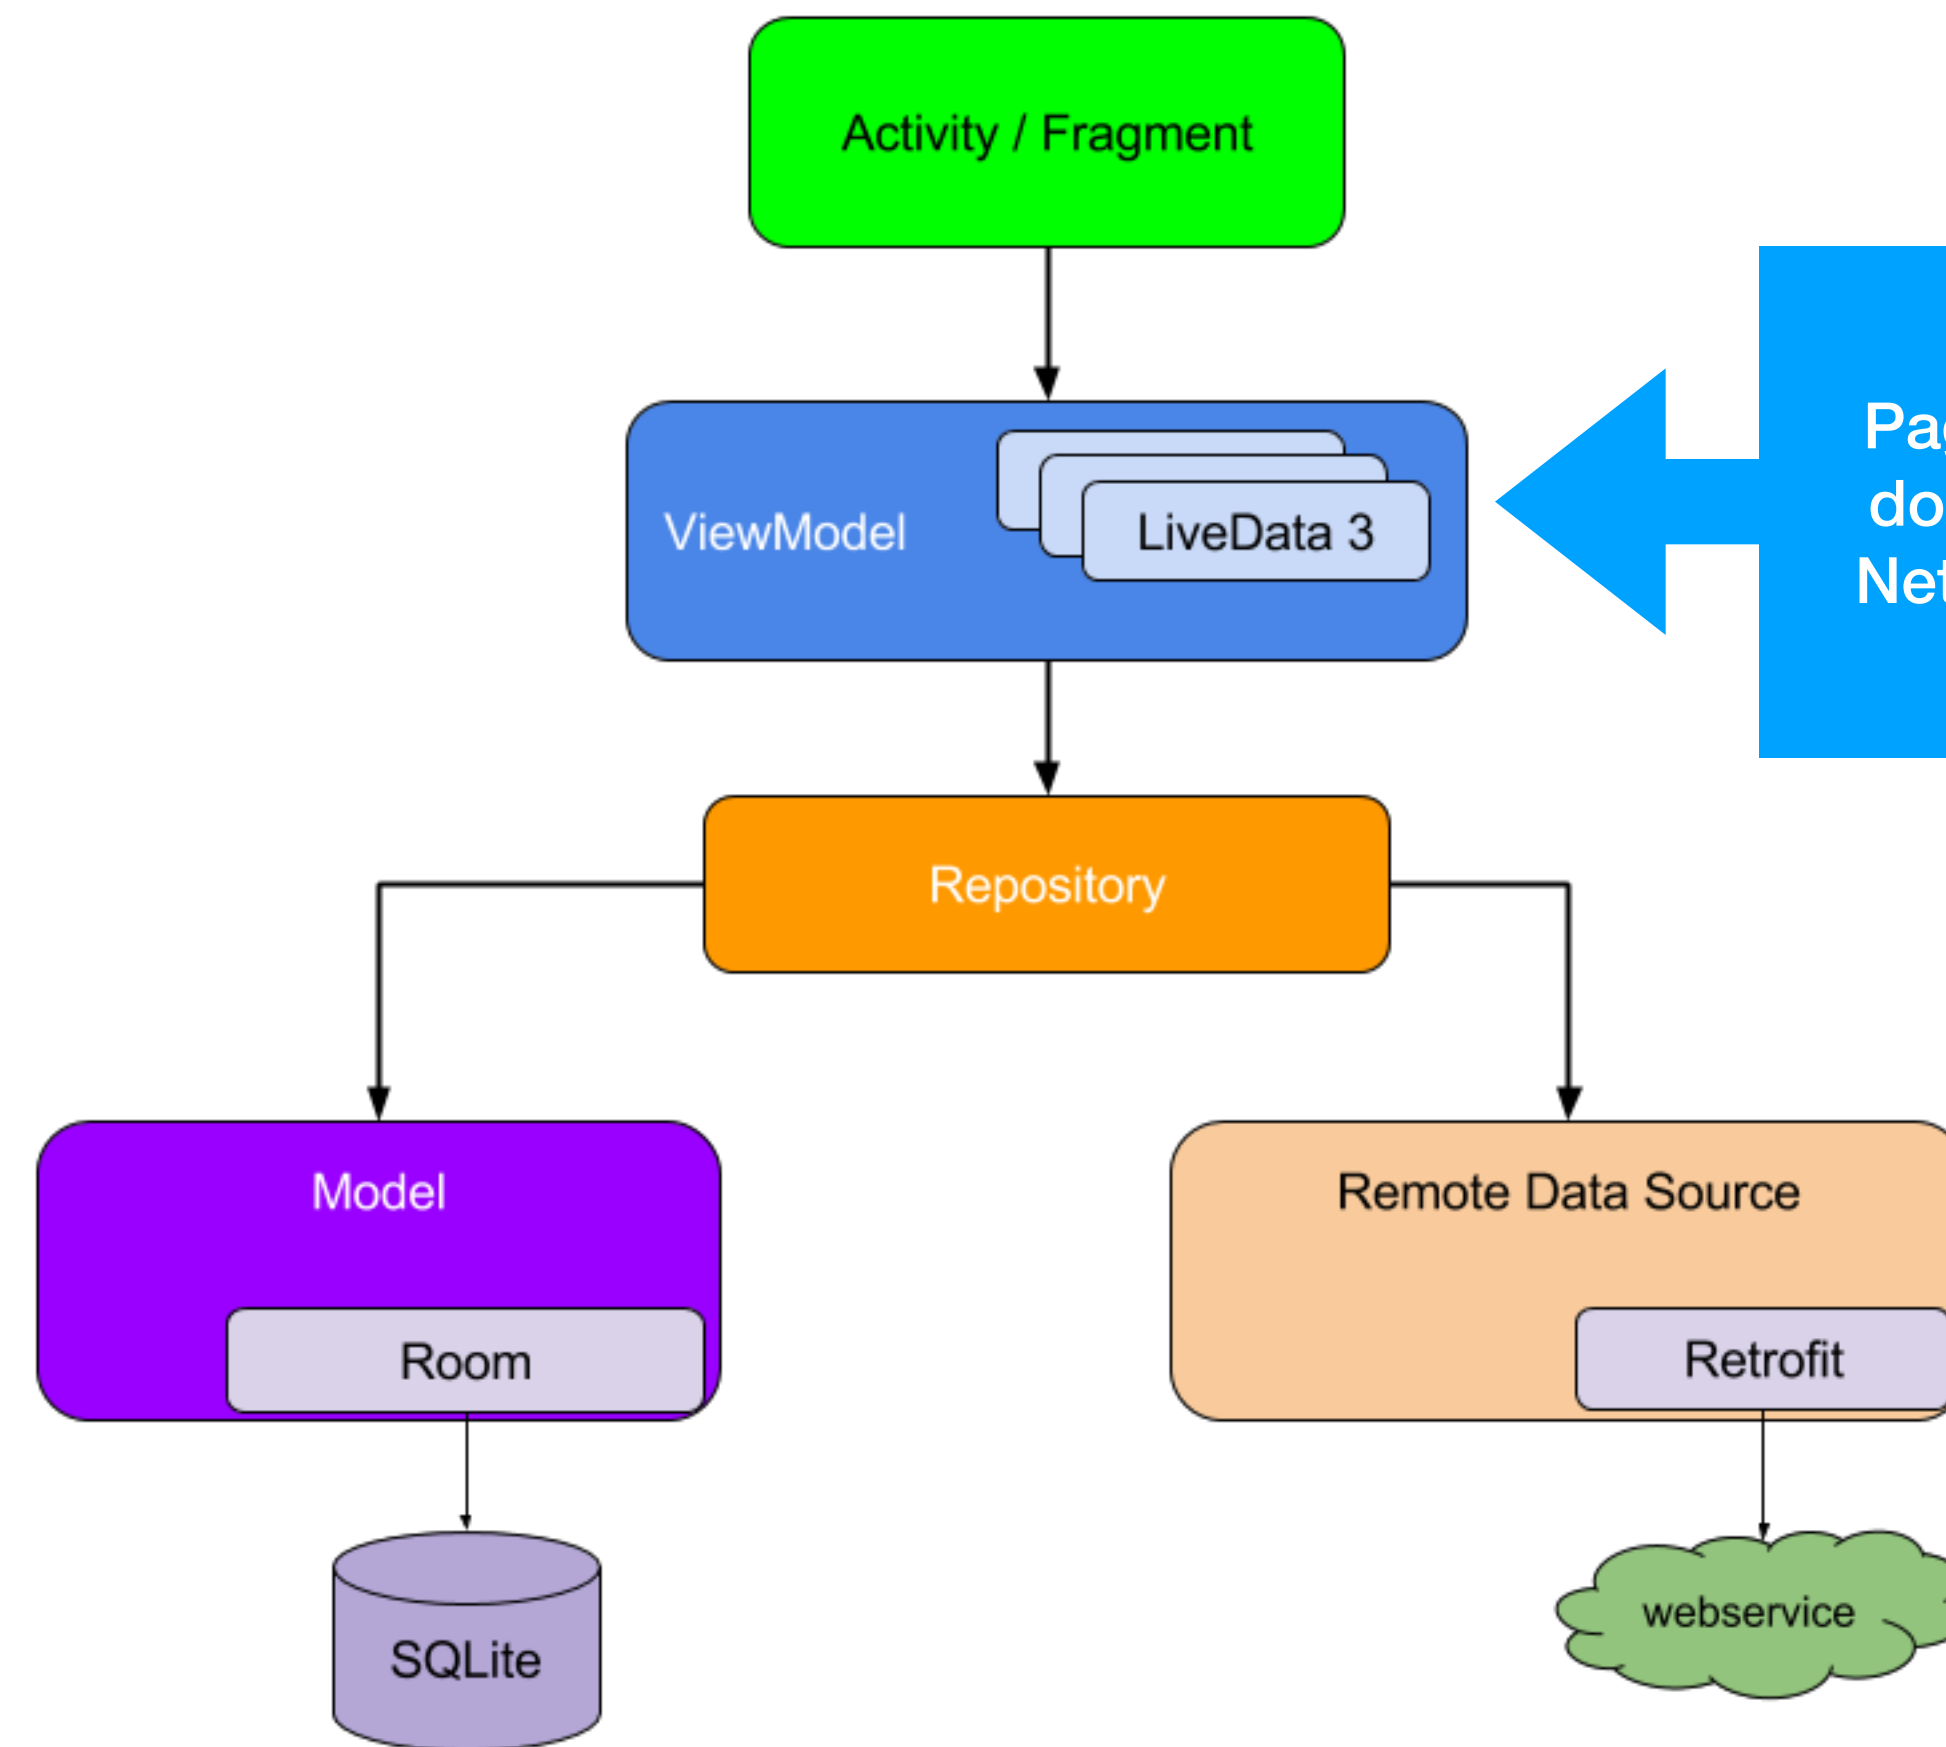 Activity / Fragment
ViewModel
LiveData 3
Repository
Model
Remote Data Source
Room
Retrofit
SQLite
webservice